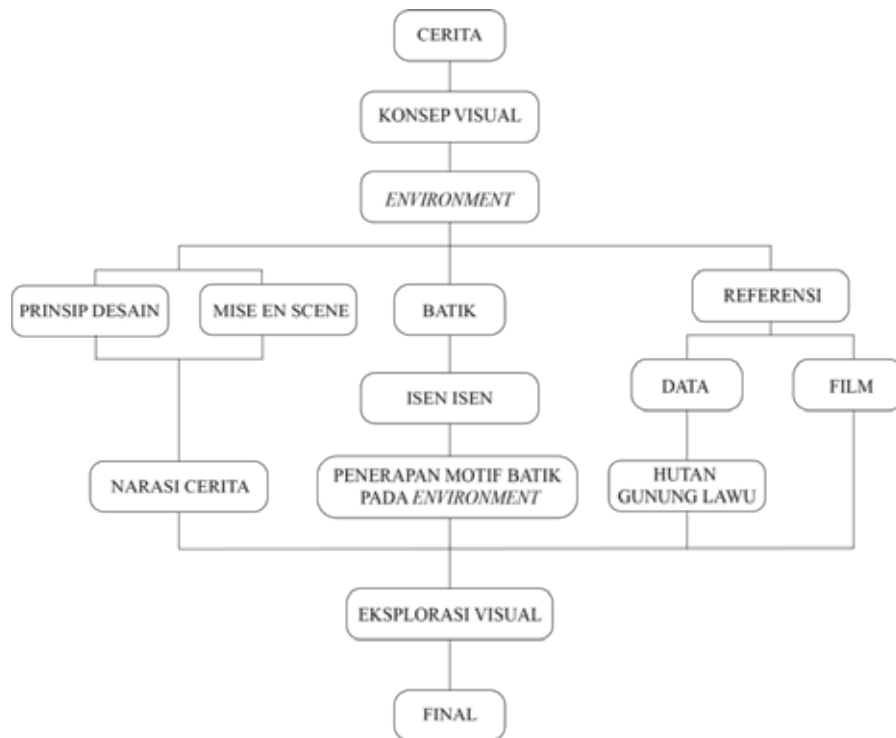 CERITA
KONSEP VISUAL
ENVIRONMENT
PRINSIP DESAIN
MISE EN SCENE
BATIK
REFERENSI
ISEN ISEN
DATA
FILM
NARASI CERITA
PENERAPAN MOTIF BATIK
PADA ENVIRONMENT
HUTAN
GUNUNG LAWU
EKSPLORASI VISUAL
FINAL